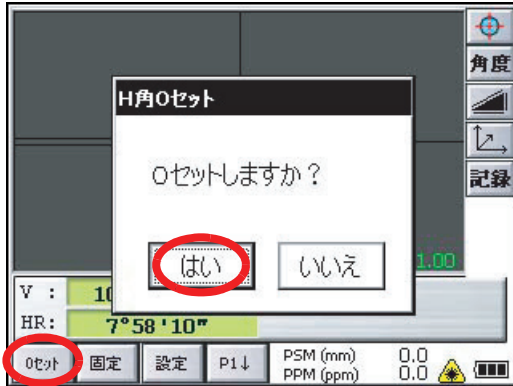 角度
H角0セット
0セットしますか？
記録
はい
いいえ
1.00
V : 10
HR: 7°58'10"
0セット 固定 設定 P1↓
PSM (mm) 0.0
PPM (ppm) 0.0